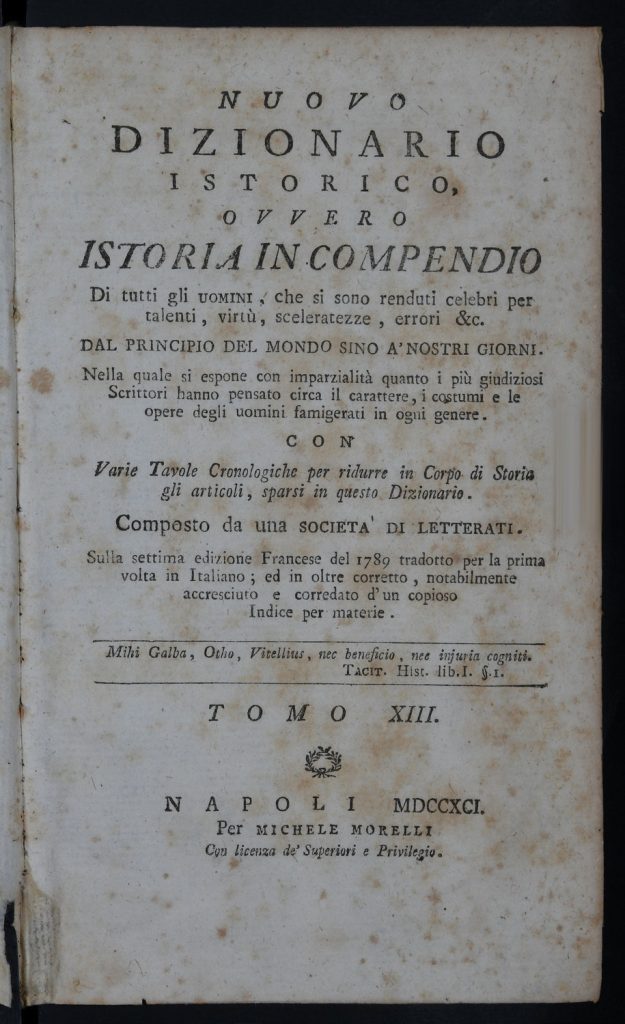 NUOVO
DIZIONARIO
ISTORICO,
OVVERO
ISTORIA IN COMPENDIO
Di tutti gli UOMINI, che si sono renduti celebri per
talenti, virtù, sceleratezze, errori &c.
DAL PRINCIPIO DEL MONDO SINO A' NOSTRI GIORNI.
Nella quale si espone con imparzialità quanto i più giudiziosi
Scrittori hanno pensato circa il carattere, i costumi e le
opere degli uomini famigerati in ogni genere.
CON
Varie Tavole Cronologiche per ridurre in Corpo di Storia
gli articoli, sparsi in questo Dizionario.
Composto da una SOCIETA' DI LETTERATI.
Sulla settima edizione Francese del 1789 tradotto per la prima
volta in Italiano; ed in oltre corretto, notabilmente
accresciuto e corredato d'un copioso
Indice per materie.
Mihi Galba, Otho, Vitellius, nec beneficio, nec injuria cogniti.
TACIT. Hist. lib.I. §.1.
TOMO XIII.
NAPOLI MDCCXCI.
Per MICHELE MORELLI
Con licenza de' Superiori e Privilegio.